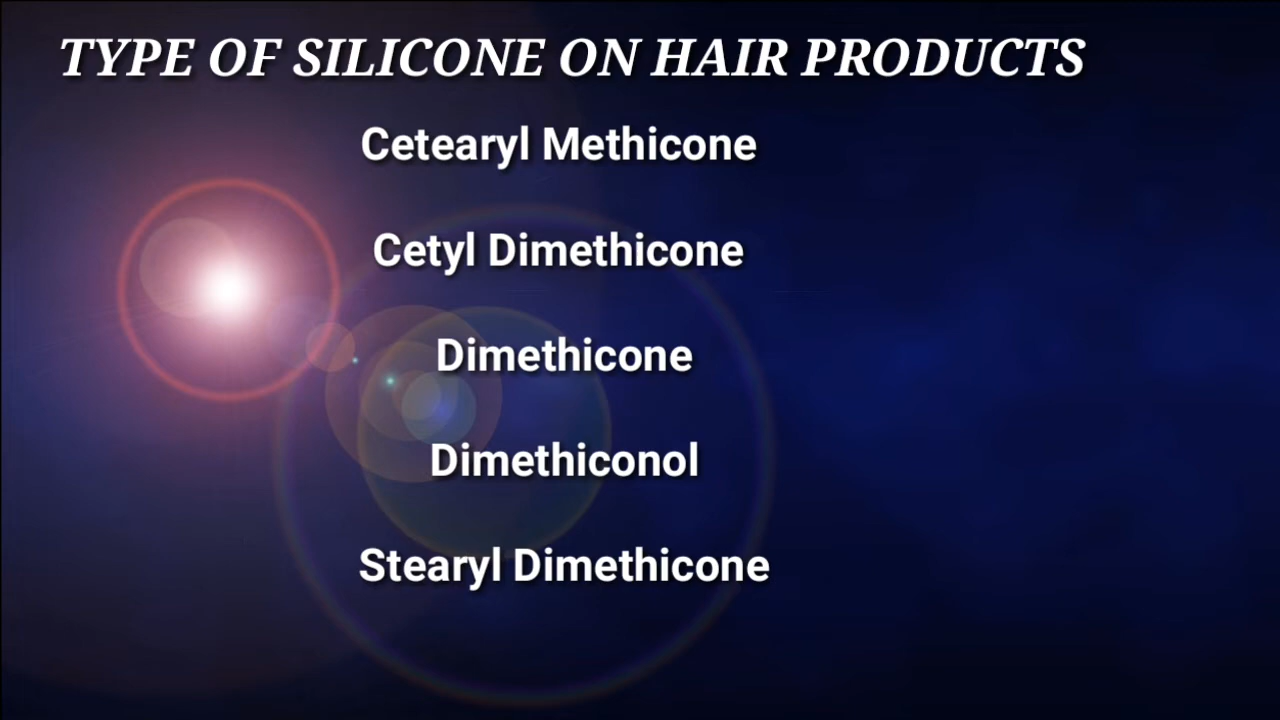 TYPE OF SILICONE ON HAIR PRODUCTS
Cetearyl Methicone
Cetyl Dimethicone
Dimethicone
Dimethiconol
Stearyl Dimethicone